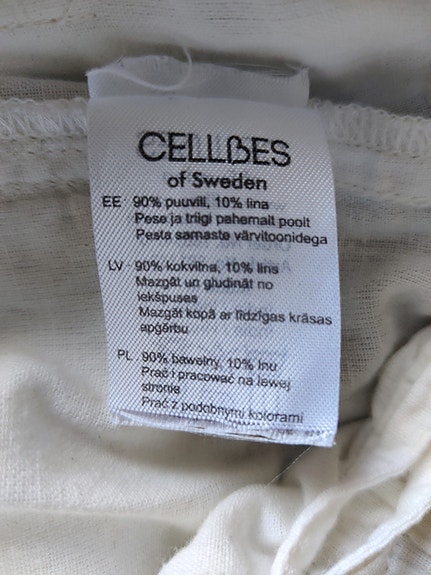 CELLBES
of Sweden
EE · 90% puuvill, 10% lina
Pese ja triigi pahemalt poolt
Pesta samaste värvitoonidega
LV · 90% kokvilna, 10% lins
Mazgāt un gludināt no
iekšpuses
Mazgāt kopā ar līdzīgas krāsas
apģērbu
PL · 90% bawełny, 10% lnu
Prać i pracować na lewej
stronie
Prać z podobnymi kolorami